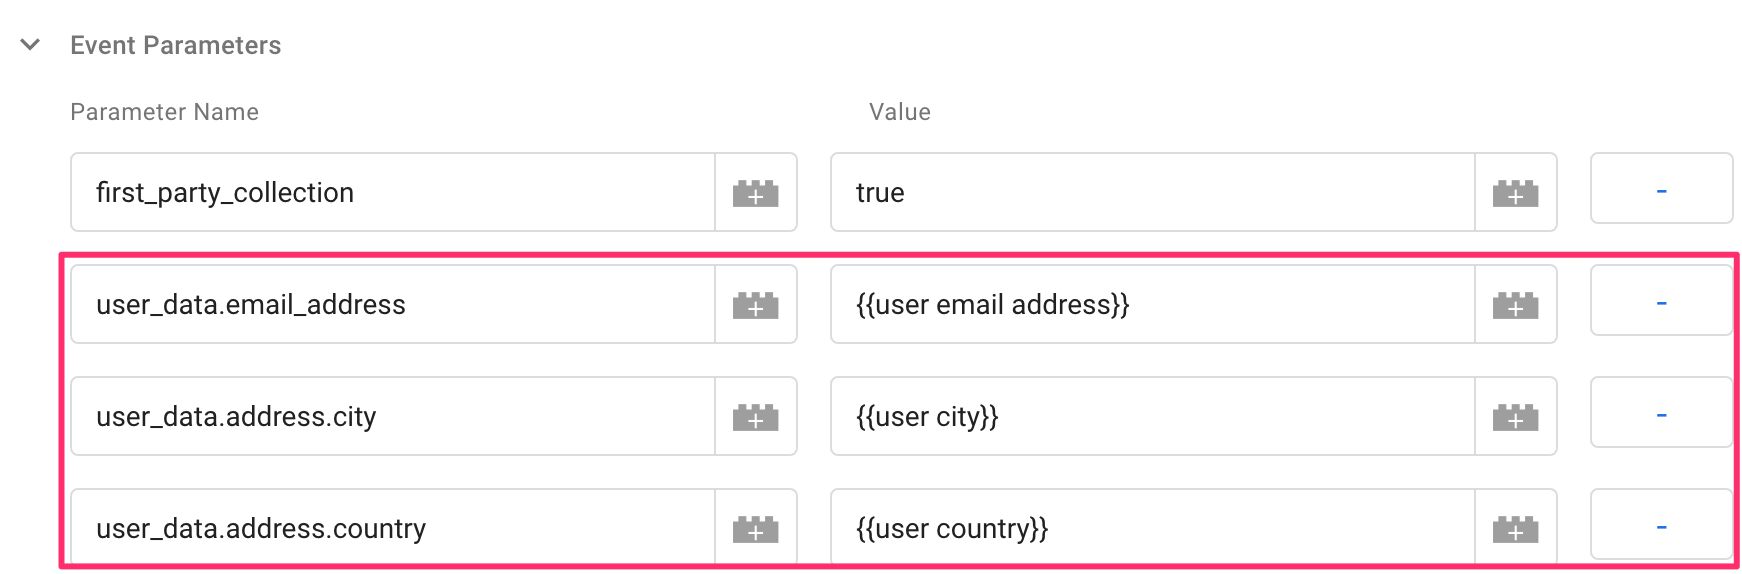 Event Parameters
Parameter Name Value
first_party_collection true -
user_data.email_address {{user email address}} -
user_data.address.city {{user city}} -
user_data.address.country {{user country}} -